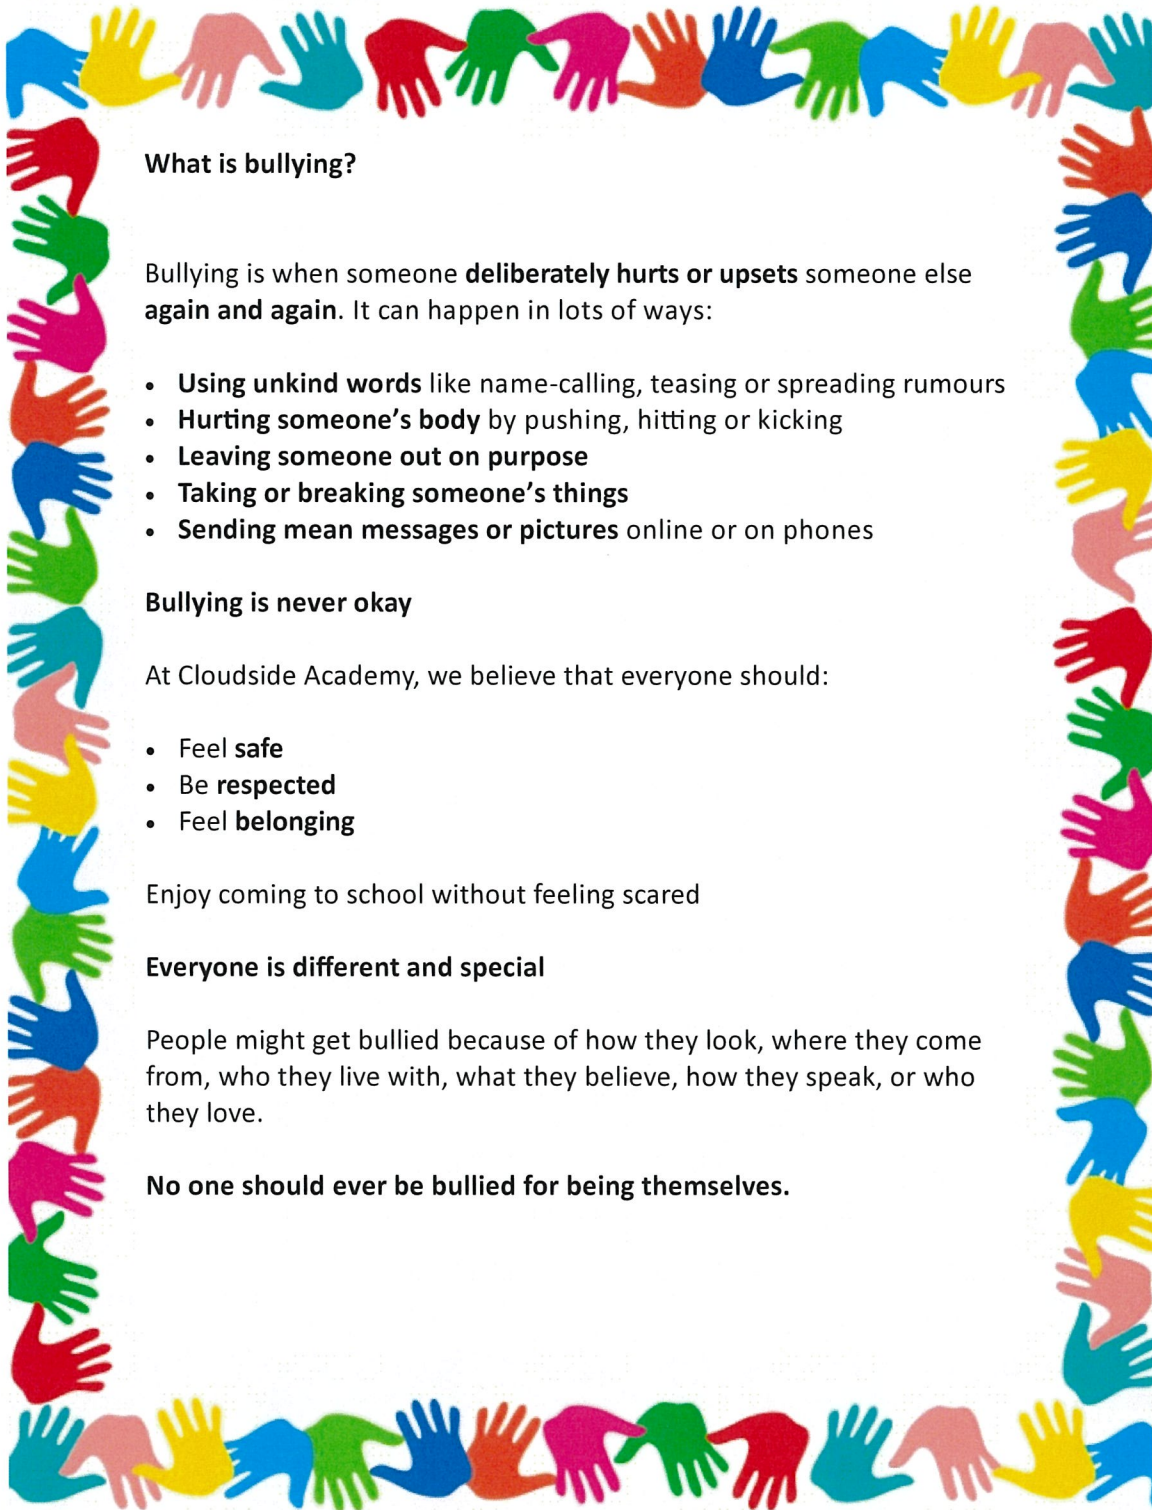 What is bullying?
Bullying is when someone deliberately hurts or upsets someone else
again and again. It can happen in lots of ways:
• Using unkind words like name-calling, teasing or spreading rumours
• Hurting someone's body by pushing, hitting or kicking
• Leaving someone out on purpose
• Taking or breaking someone's things
• Sending mean messages or pictures online or on phones
Bullying is never okay
At Cloudside Academy, we believe that everyone should:
• Feel safe
• Be respected
• Feel belonging
Enjoy coming to school without feeling scared
Everyone is different and special
People might get bullied because of how they look, where they come
from, who they live with, what they believe, how they speak, or who
they love.
No one should ever be bullied for being themselves.